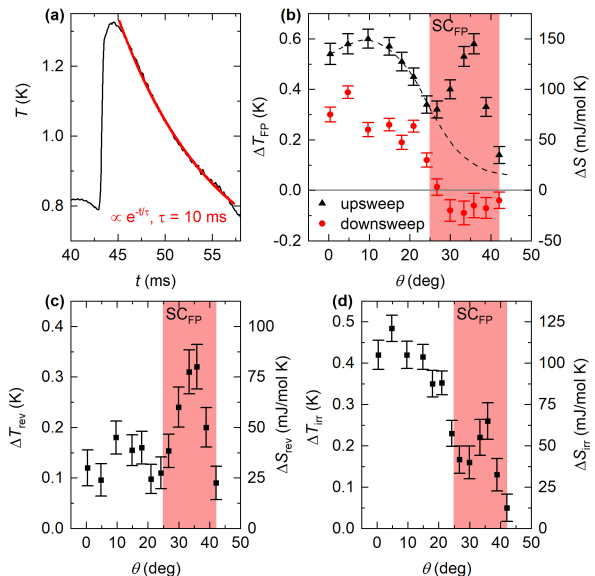 (a)
T (K)
1.2
1.0
0.8
∝ e-t/τ, τ = 10 ms
40 45 50 55
t (ms)
(b)
SC_FP
ΔT_FP (K)
0.6
0.4
0.2
0.0
-0.2
150
100
50
0
-50
ΔS (mJ/mol K)
upsweep
downsweep
0 10 20 30 40 50
θ (deg)
(c)
SC_FP
ΔT_rev (K)
0.4
0.3
0.2
0.1
0.0
100
75
50
25
0
ΔS_rev (mJ/mol K)
0 10 20 30 40 50
θ (deg)
(d)
SC_FP
ΔT_irr (K)
0.5
0.4
0.3
0.2
0.1
0.0
125
100
75
50
25
0
ΔS_irr (mJ/mol K)
0 10 20 30 40 50
θ (deg)